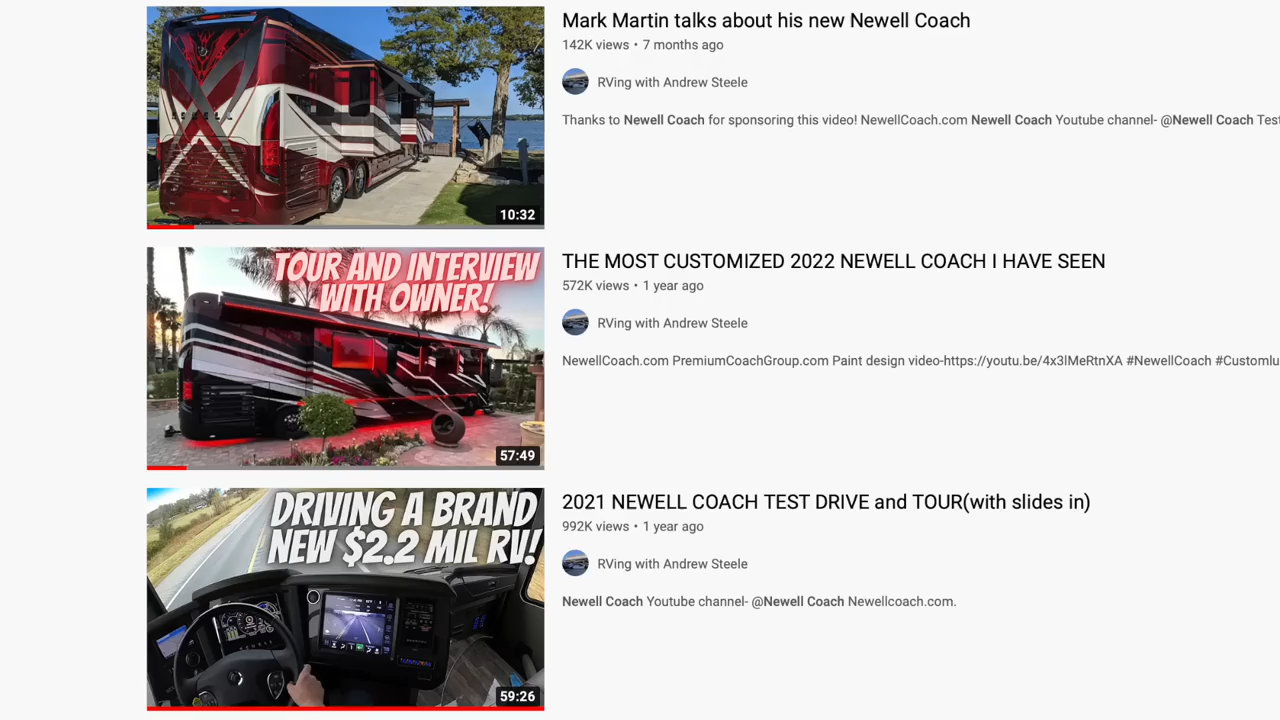 Mark Martin talks about his new Newell Coach
142K views • 7 months ago
RVing with Andrew Steele
Thanks to Newell Coach for sponsoring this video! NewellCoach.com Newell Coach Youtube channel- @Newell Coach Test
10:32
TOUR AND INTERVIEW
WITH OWNER!
57:49
THE MOST CUSTOMIZED 2022 NEWELL COACH I HAVE SEEN
572K views • 1 year ago
RVing with Andrew Steele
NewellCoach.com PremiumCoachGroup.com Paint design video-https://youtu.be/4x3lMeRtnXA #NewellCoach #Customlu
DRIVING A BRAND
NEW $2.2 MIL RV!
59:26
2021 NEWELL COACH TEST DRIVE and TOUR(with slides in)
992K views • 1 year ago
RVing with Andrew Steele
Newell Coach Youtube channel- @Newell Coach Newellcoach.com.